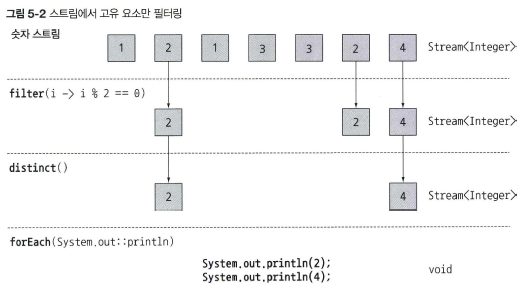 그림 5-2 스트림에서 고유 요소만 필터링
숫자 스트림
1 2 1 3 3 2 4 Stream<Integer>
filter(i -> i % 2 == 0)
2 2 4 Stream<Integer>
distinct()
2 4 Stream<Integer>
forEach(System.out::println)
System.out.println(2);
System.out.println(4);
void